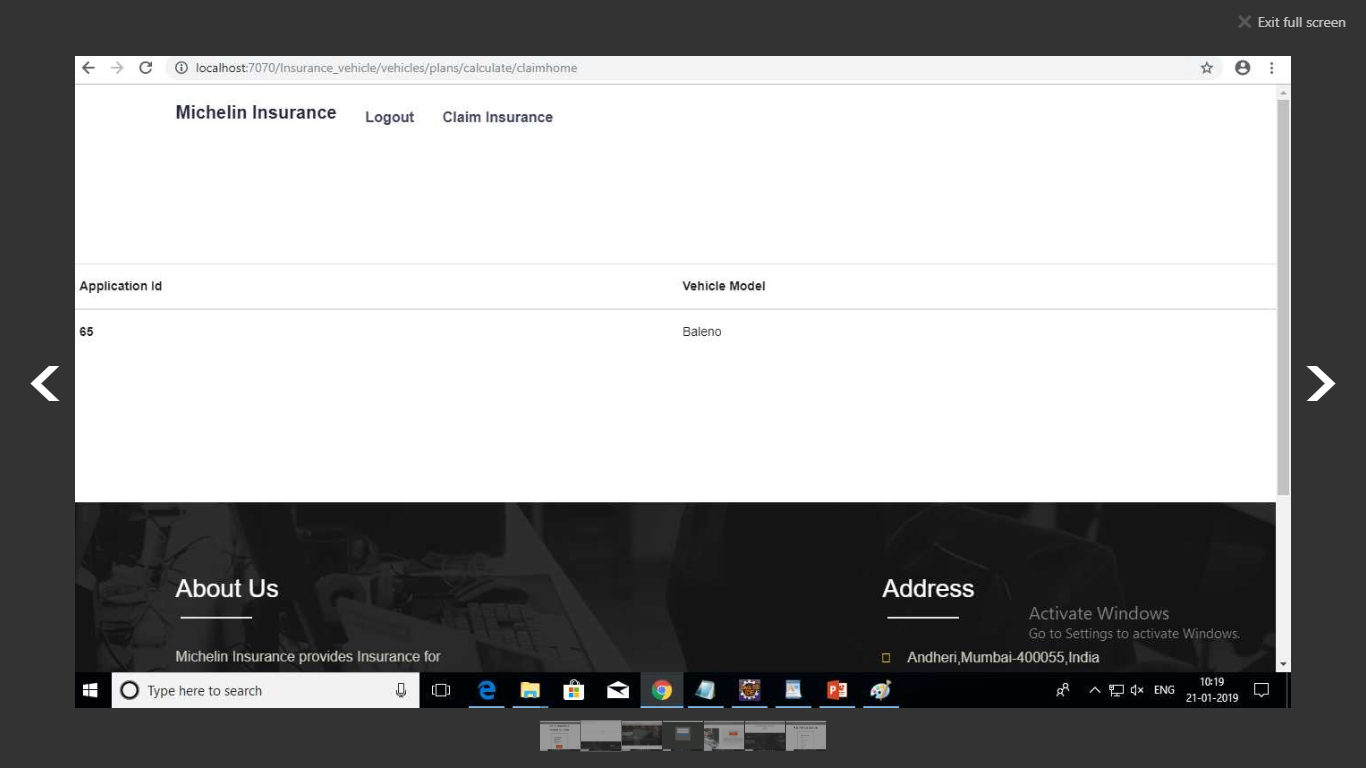 Exit full screen
localhost:7070/Insurance_vehicle/vehicles/plans/calculate/claimhome
Michelin Insurance Logout Claim Insurance
Application Id Vehicle Model
65 Baleno
About Us Address
Activate Windows
Go to Settings to activate Windows.
Michelin Insurance provides Insurance for Andheri,Mumbai-400055,India
Type here to search ENG 10:19
21-01-2019